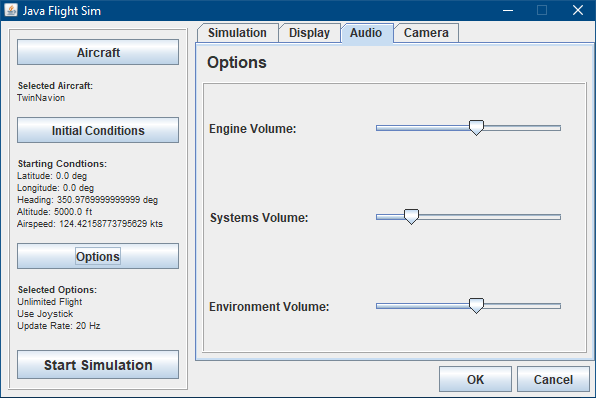 Java Flight Sim
Aircraft
Selected Aircraft:
TwinNavion
Initial Conditions
Starting Condtions:
Latitude: 0.0 deg
Longitude: 0.0 deg
Heading: 350.9769999999999 deg
Altitude: 5000.0 ft
Airspeed: 124.42158773795629 kts
Options
Selected Options:
Unlimited Flight
Use Joystick
Update Rate: 20 Hz
Start Simulation
Simulation Display Audio Camera
Options
Engine Volume:
Systems Volume:
Environment Volume:
OK Cancel